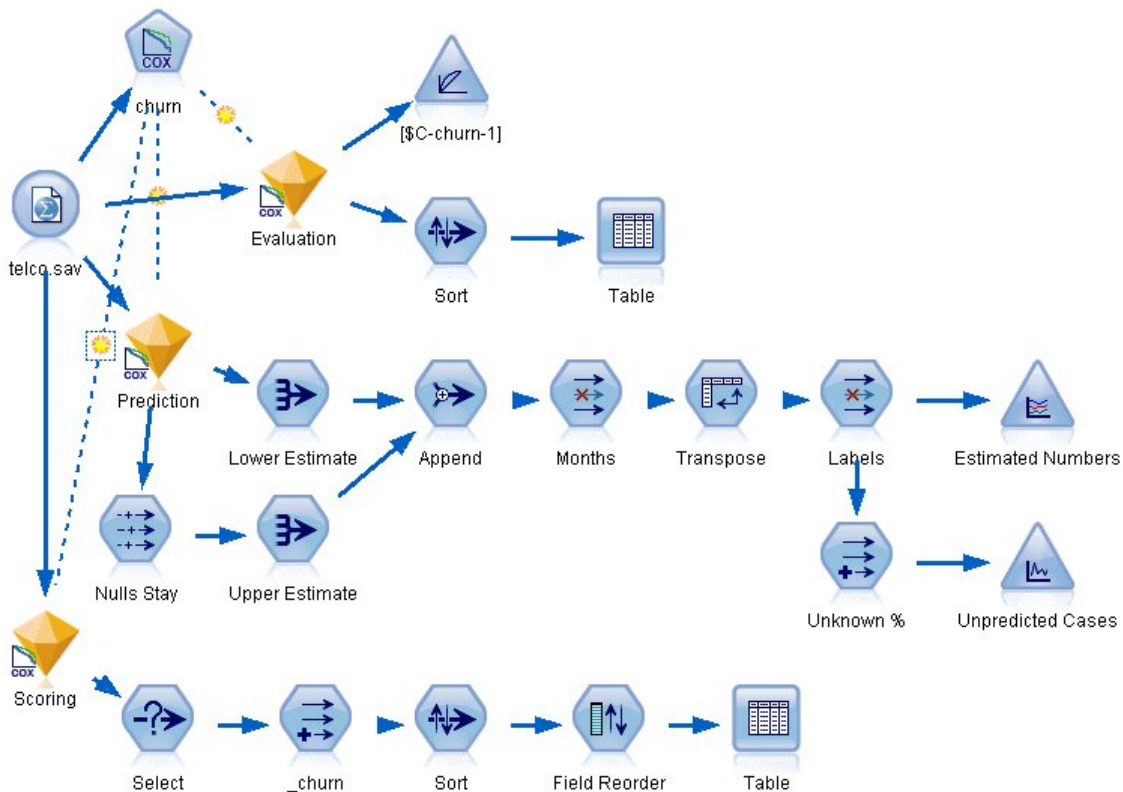 COX
churn
[$C-churn-1]
telco.sav
COX
Evaluation
Sort
Table
COX
Prediction
Lower Estimate
Append
Months
Transpose
Labels
Estimated Numbers
Nulls Stay
Upper Estimate
Unknown %
Unpredicted Cases
COX
Scoring
Select
_churn
Sort
Field Reorder
Table